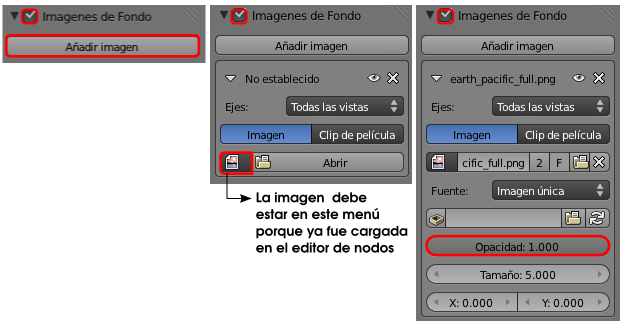 Imagenes de Fondo
Añadir imagen
Imagenes de Fondo
Añadir imagen
No establecido
Ejes: Todas las vistas
Imagen Clip de película
Abrir
La imagen debe
estar en este menú
porque ya fue cargada
en el editor de nodos
Imagenes de Fondo
Añadir imagen
earth_pacific_full.png
Ejes: Todas las vistas
Imagen Clip de película
cific_full.png 2 F
Fuente: Imagen única
Opacidad: 1.000
Tamaño: 5.000
X: 0.000 Y: 0.000